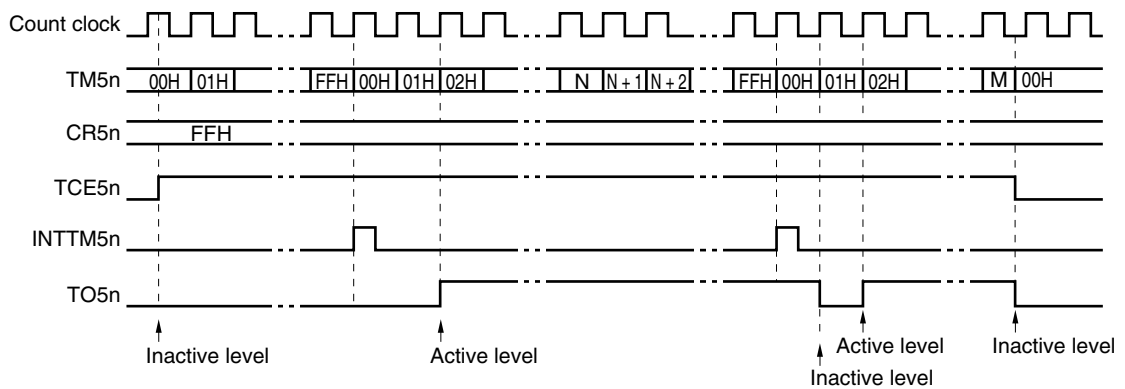 Count clock
TM5n 00H 01H FFH 00H 01H 02H N N + 1 N + 2 FFH 00H 01H 02H M 00H
CR5n FFH
TCE5n
INTTM5n
TO5n
Inactive level Active level Active level Inactive level
Inactive level